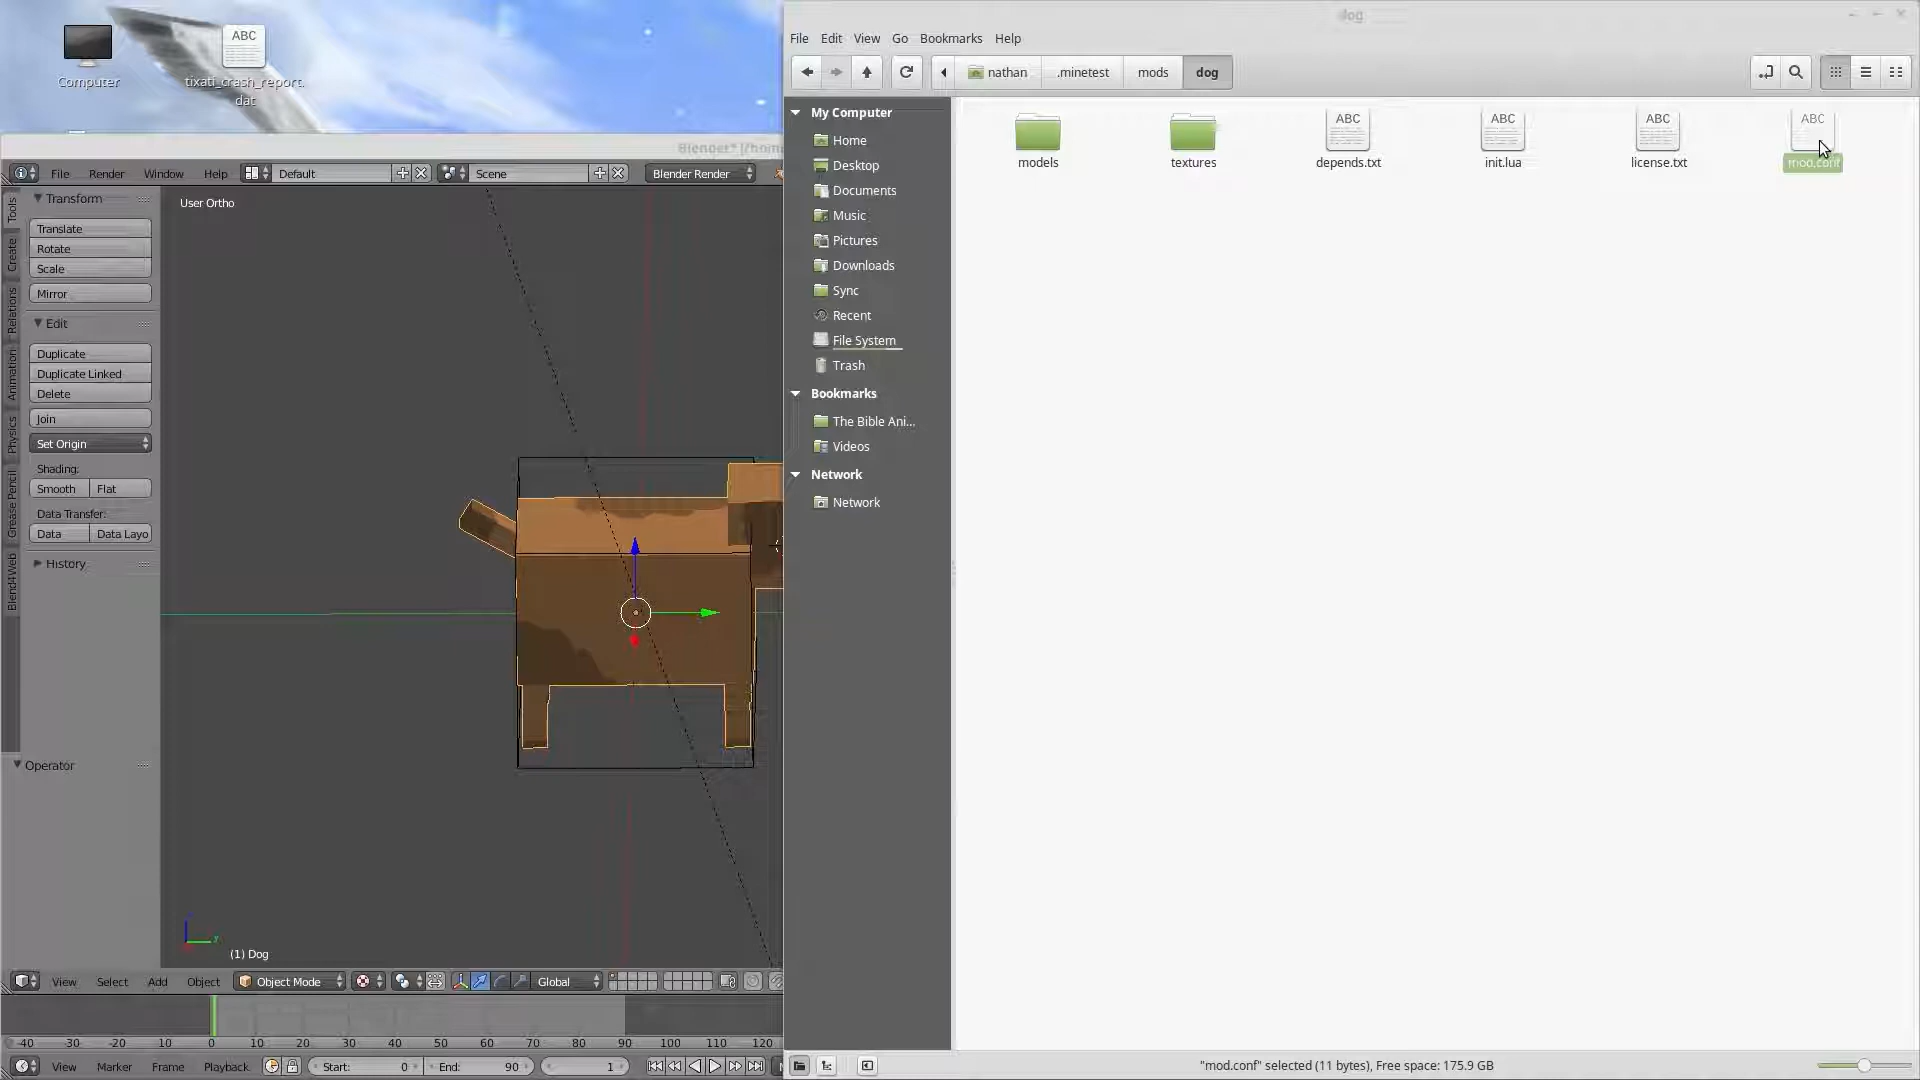 Computer
ABC
tixati_crash_report.
dat
dog
File Edit View Go Bookmarks Help
nathan .minetest mods dog
My Computer
Home
Desktop
Documents
Music
Pictures
Downloads
Sync
Recent
File System
Trash
Bookmarks
The Bible Ani...
Videos
Network
Network
ABC ABC ABC ABC
models textures depends.txt init.lua license.txt mod.conf
"mod.conf" selected (11 bytes), Free space: 175.9 GB
Blender* [/home
File Render Window Help Default Scene Blender Render
Tools
Create
Relations
Animation
Physics
Grease Pencil
Blend4Web
Transform
Translate
Rotate
Scale
Mirror
Edit
Duplicate
Duplicate Linked
Delete
Join
Set Origin
Shading:
Smooth Flat
Data Transfer:
Data Data Layo
History
Operator
User Ortho
(1) Dog
View Select Add Object Object Mode Global
-40 -30 -20 10 0 10 20 30 40 50 60 70 80 90 100 110 120
View Marker Frame Playback Start: 0 End: 90 1